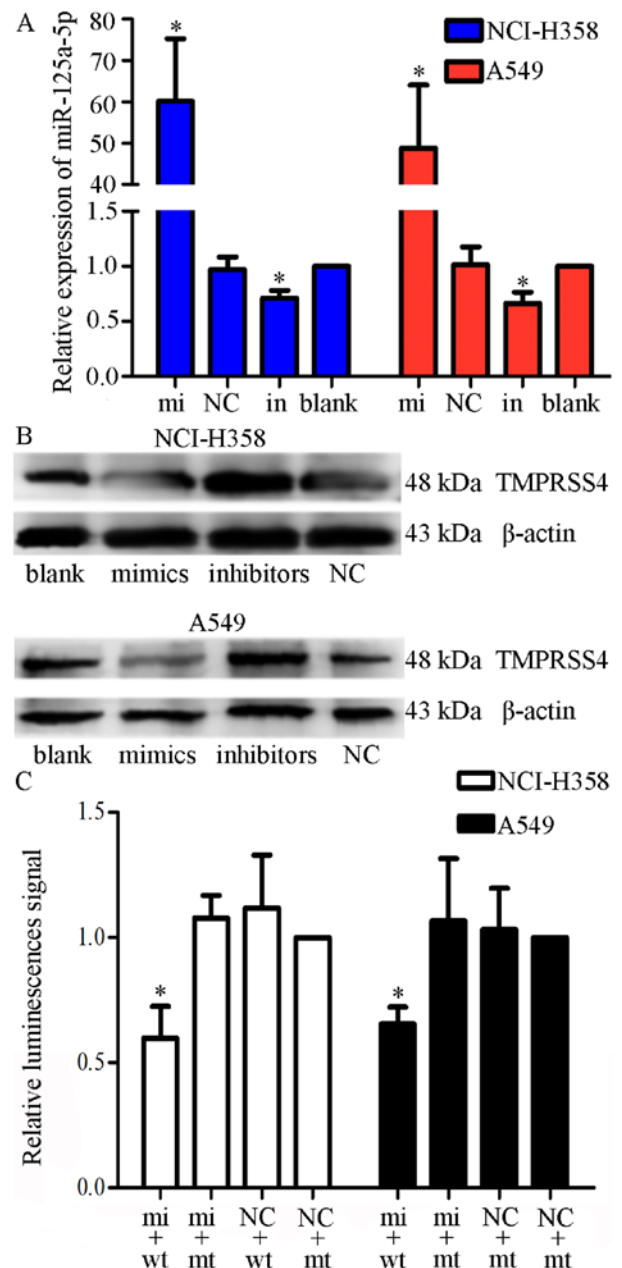 A
Relative expression of miR-125a-5p
80
70
60
50
40
1.5
1.0
0.5
0.0
*
*
*
*
NCI-H358
A549
mi NC in blank mi NC in blank
B
NCI-H358
48 kDa TMPRSS4
43 kDa β-actin
blank mimics inhibitors NC
A549
48 kDa TMPRSS4
43 kDa β-actin
blank mimics inhibitors NC
C
NCI-H358
A549
Relative luminescences signal
1.5
1.0
0.5
0.0
*
*
mi mi NC NC mi mi NC NC
+ + + + + + + +
wt mt wt mt wt mt wt mt